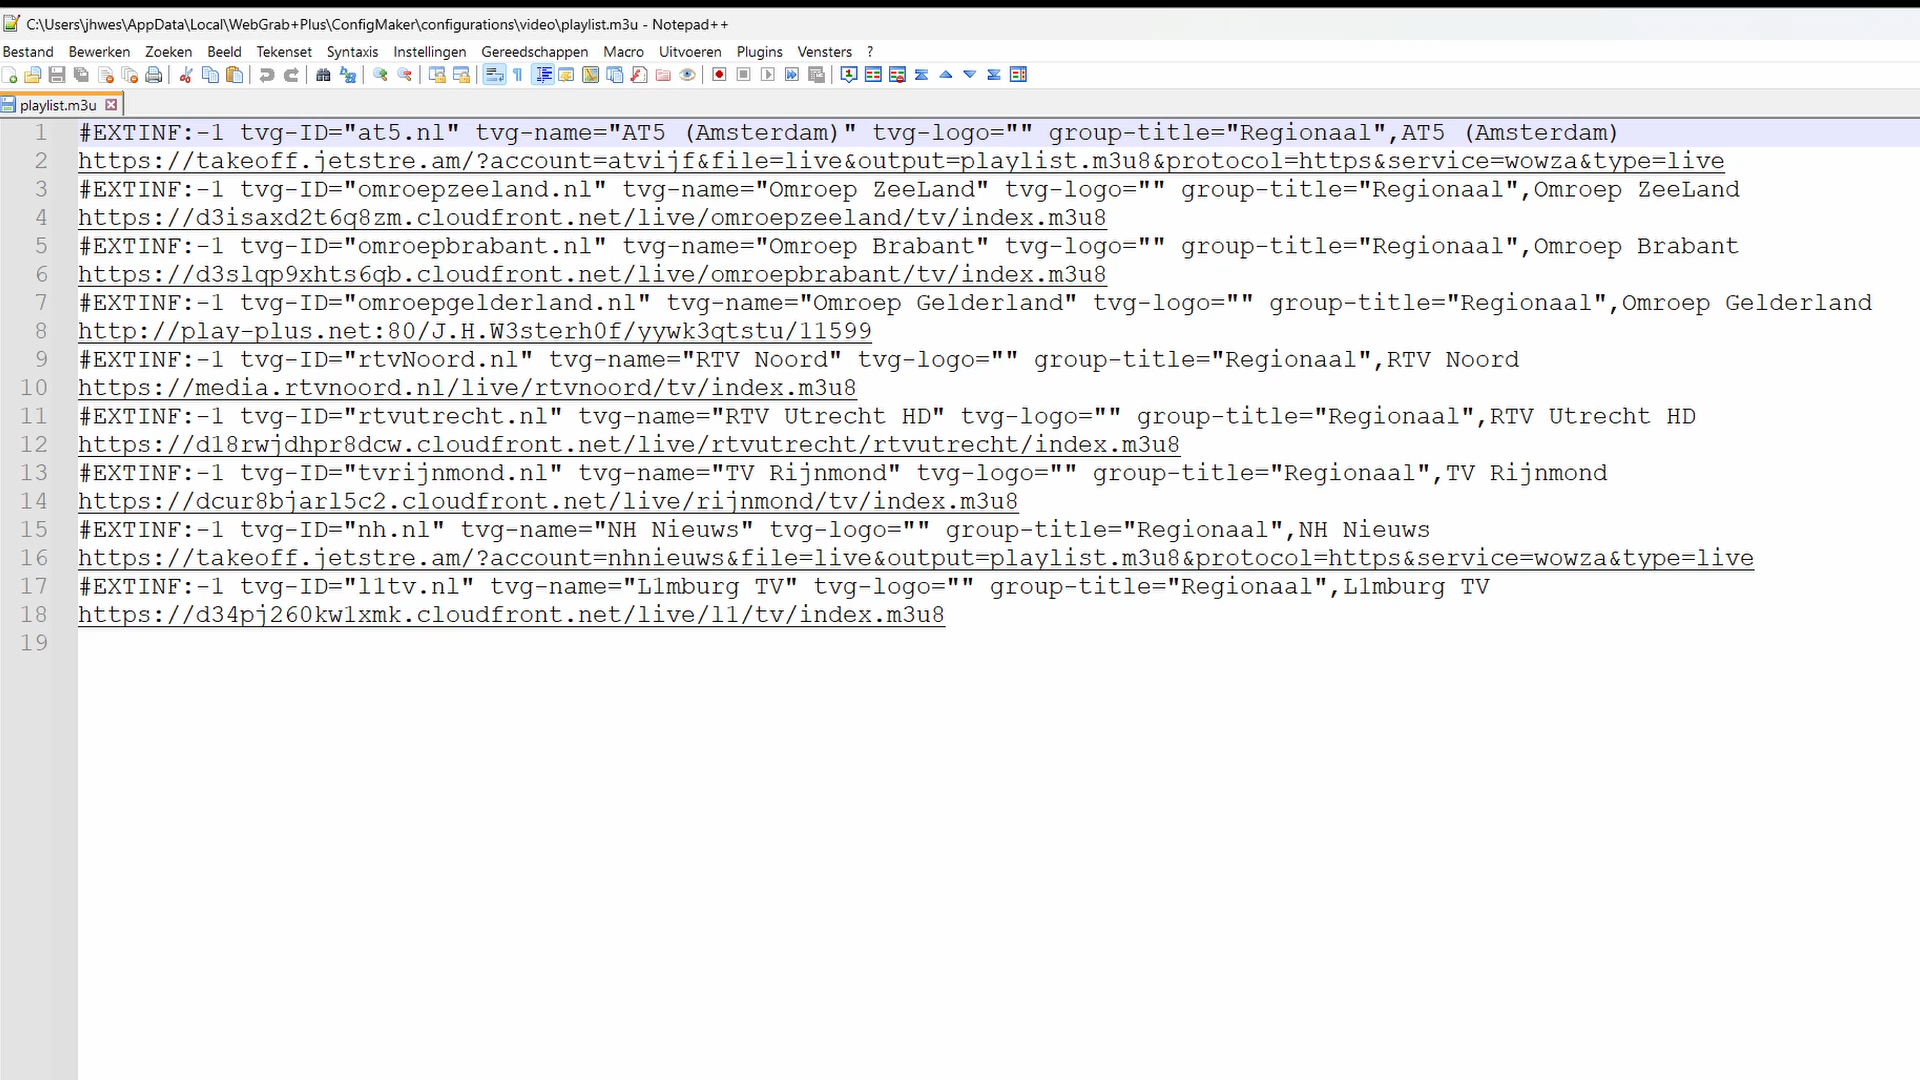 C:\Users\jhwes\AppData\Local\WebGrab+Plus\ConfigMaker\configurations\video\playlist.m3u - Notepad++
Bestand Bewerken Zoeken Beeld Tekenset Syntaxis Instellingen Gereedschappen Macro Uitvoeren Plugins Vensters ?
playlist.m3u
1 #EXTINF:-1 tvg-ID="at5.nl" tvg-name="AT5 (Amsterdam)" tvg-logo="" group-title="Regionaal",AT5 (Amsterdam)
2 https://takeoff.jetstre.am/?account=atvijf&file=live&output=playlist.m3u8&protocol=https&service=wowza&type=live
3 #EXTINF:-1 tvg-ID="omroepzeeland.nl" tvg-name="Omroep ZeeLand" tvg-logo="" group-title="Regionaal",Omroep ZeeLand
4 https://d3isaxd2t6q8zm.cloudfront.net/live/omroepzeeland/tv/index.m3u8
5 #EXTINF:-1 tvg-ID="omroepbrabant.nl" tvg-name="Omroep Brabant" tvg-logo="" group-title="Regionaal",Omroep Brabant
6 https://d3slqp9xhts6qb.cloudfront.net/live/omroepbrabant/tv/index.m3u8
7 #EXTINF:-1 tvg-ID="omroepgelderland.nl" tvg-name="Omroep Gelderland" tvg-logo="" group-title="Regionaal",Omroep Gelderland
8 http://play-plus.net:80/J.H.W3sterh0f/yywk3qtstu/11599
9 #EXTINF:-1 tvg-ID="rtvNoord.nl" tvg-name="RTV Noord" tvg-logo="" group-title="Regionaal",RTV Noord
10 https://media.rtvnoord.nl/live/rtvnoord/tv/index.m3u8
11 #EXTINF:-1 tvg-ID="rtvutrecht.nl" tvg-name="RTV Utrecht HD" tvg-logo="" group-title="Regionaal",RTV Utrecht HD
12 https://d18rwjdhpr8dcw.cloudfront.net/live/rtvutrecht/rtvutrecht/index.m3u8
13 #EXTINF:-1 tvg-ID="tvrijnmond.nl" tvg-name="TV Rijnmond" tvg-logo="" group-title="Regionaal",TV Rijnmond
14 https://dcur8bjarl5c2.cloudfront.net/live/rijnmond/tv/index.m3u8
15 #EXTINF:-1 tvg-ID="nh.nl" tvg-name="NH Nieuws" tvg-logo="" group-title="Regionaal",NH Nieuws
16 https://takeoff.jetstre.am/?account=nhnieuws&file=live&output=playlist.m3u8&protocol=https&service=wowza&type=live
17 #EXTINF:-1 tvg-ID="l1tv.nl" tvg-name="L1mburg TV" tvg-logo="" group-title="Regionaal",L1mburg TV
18 https://d34pj260kw1xmk.cloudfront.net/live/l1/tv/index.m3u8
19